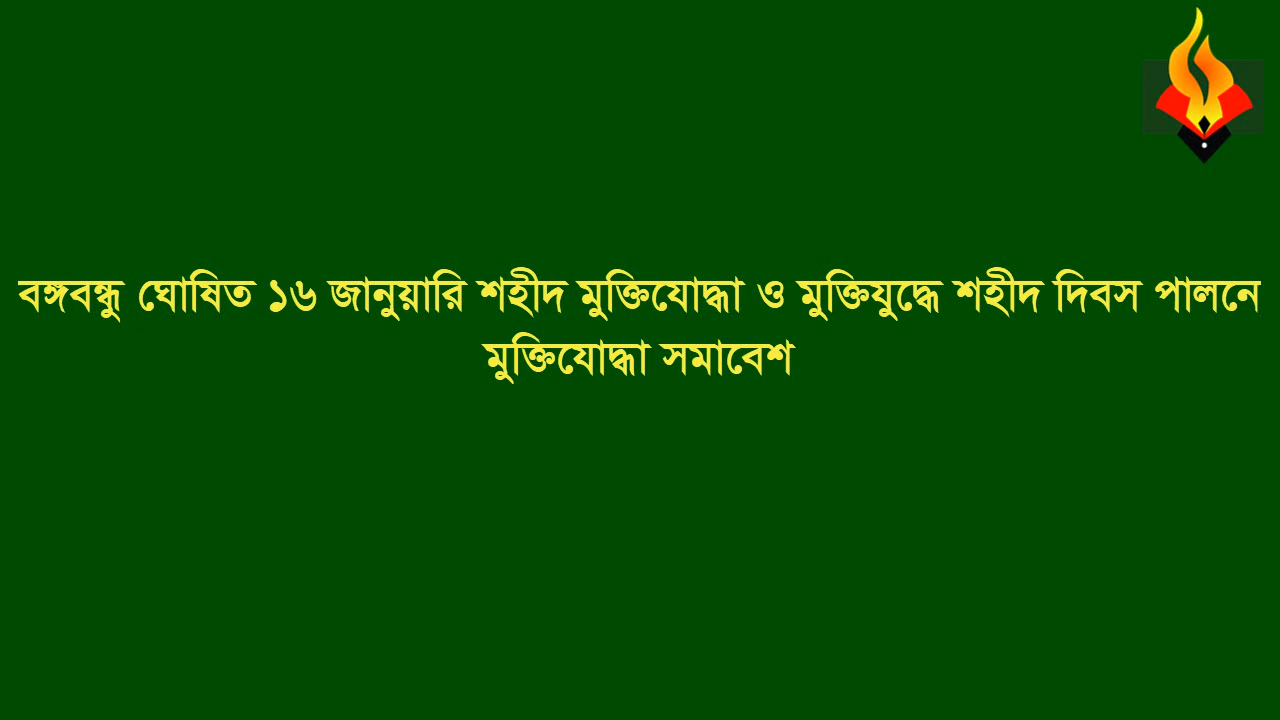 বঙ্গবন্ধু ঘোষিত ১৬ জানুয়ারি শহীদ মুক্তিযোদ্ধা ও মুক্তিযুদ্ধে শহীদ দিবস পালনে
মুক্তিযোদ্ধা সমাবেশ